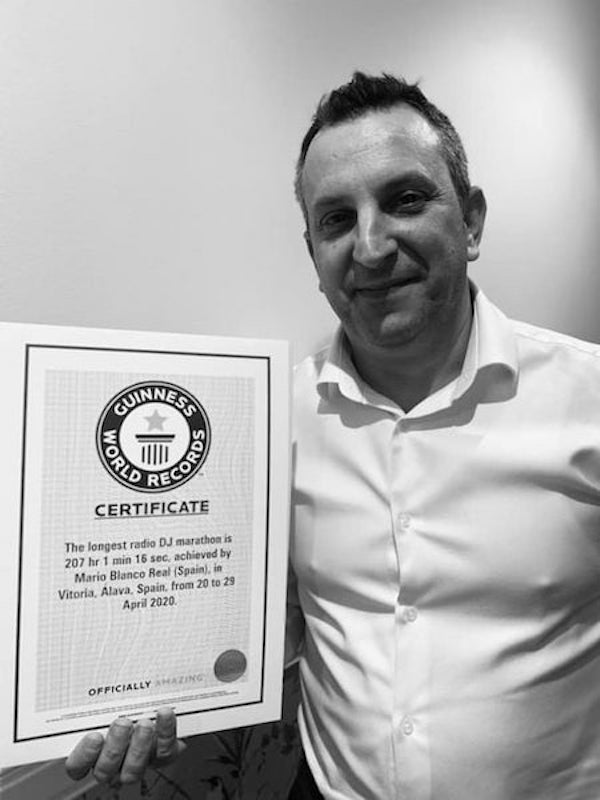 GUINNESS
WORLD RECORDS
CERTIFICATE
The longest radio DJ marathon is
207 hr 1 min 16 sec, achieved by
Mario Blanco Real (Spain), in
Vitoria, Alava, Spain, from 20 to 29
April 2020.
OFFICIALLY AMAZING